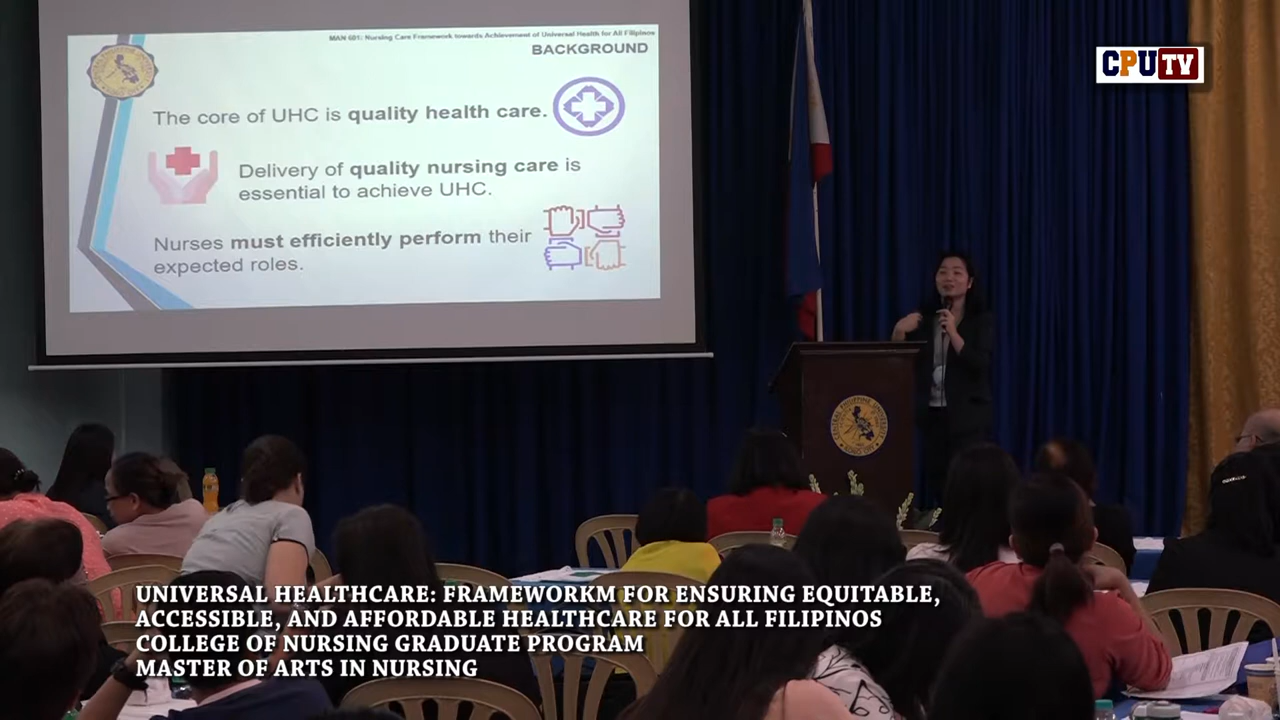 MAN 601: Nursing Care Framework towards Achievement of Universal Health for All Filipinos
BACKGROUND
CPU TV
The core of UHC is quality health care.
Delivery of quality nursing care is
essential to achieve UHC.
Nurses must efficiently perform their
expected roles.
UNIVERSAL HEALTHCARE: FRAMEWORKM FOR ENSURING EQUITABLE,
ACCESSIBLE, AND AFFORDABLE HEALTHCARE FOR ALL FILIPINOS
COLLEGE OF NURSING GRADUATE PROGRAM
MASTER OF ARTS IN NURSING